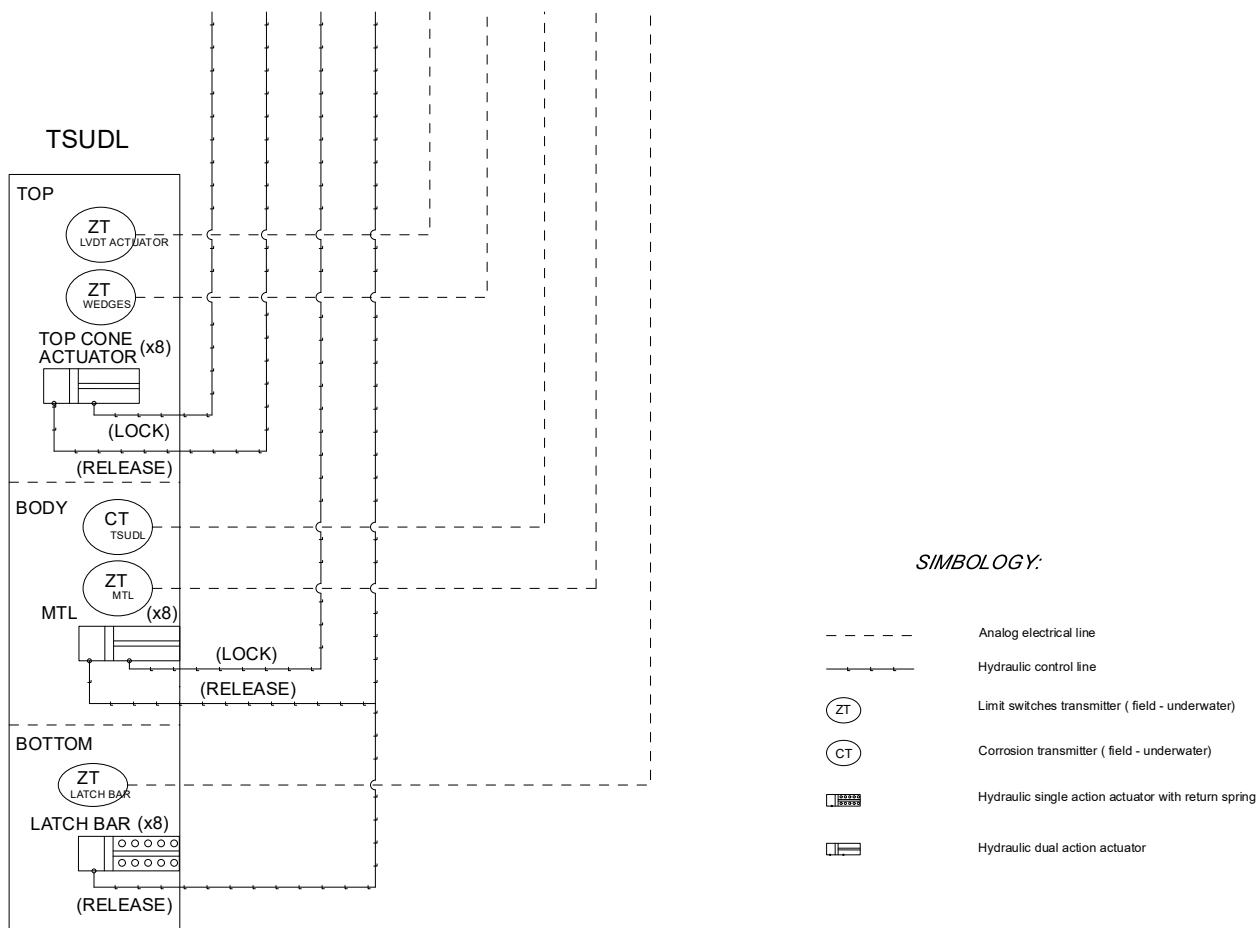 TSUDL
TOP
ZT
LVDT ACTUATOR
ZT
WEDGES
TOP CONE
ACTUATOR (x8)
(LOCK)
(RELEASE)
BODY
CT
TSUDL
ZT
MTL
MTL (x8)
(LOCK)
(RELEASE)
BOTTOM
ZT
LATCH BAR
LATCH BAR (x8)
(RELEASE)
SIMBOLOGY:
Analog electrical line
Hydraulic control line
ZT Limit switches transmitter ( field - underwater)
CT Corrosion transmitter ( field - underwater)
Hydraulic single action actuator with return spring
Hydraulic dual action actuator